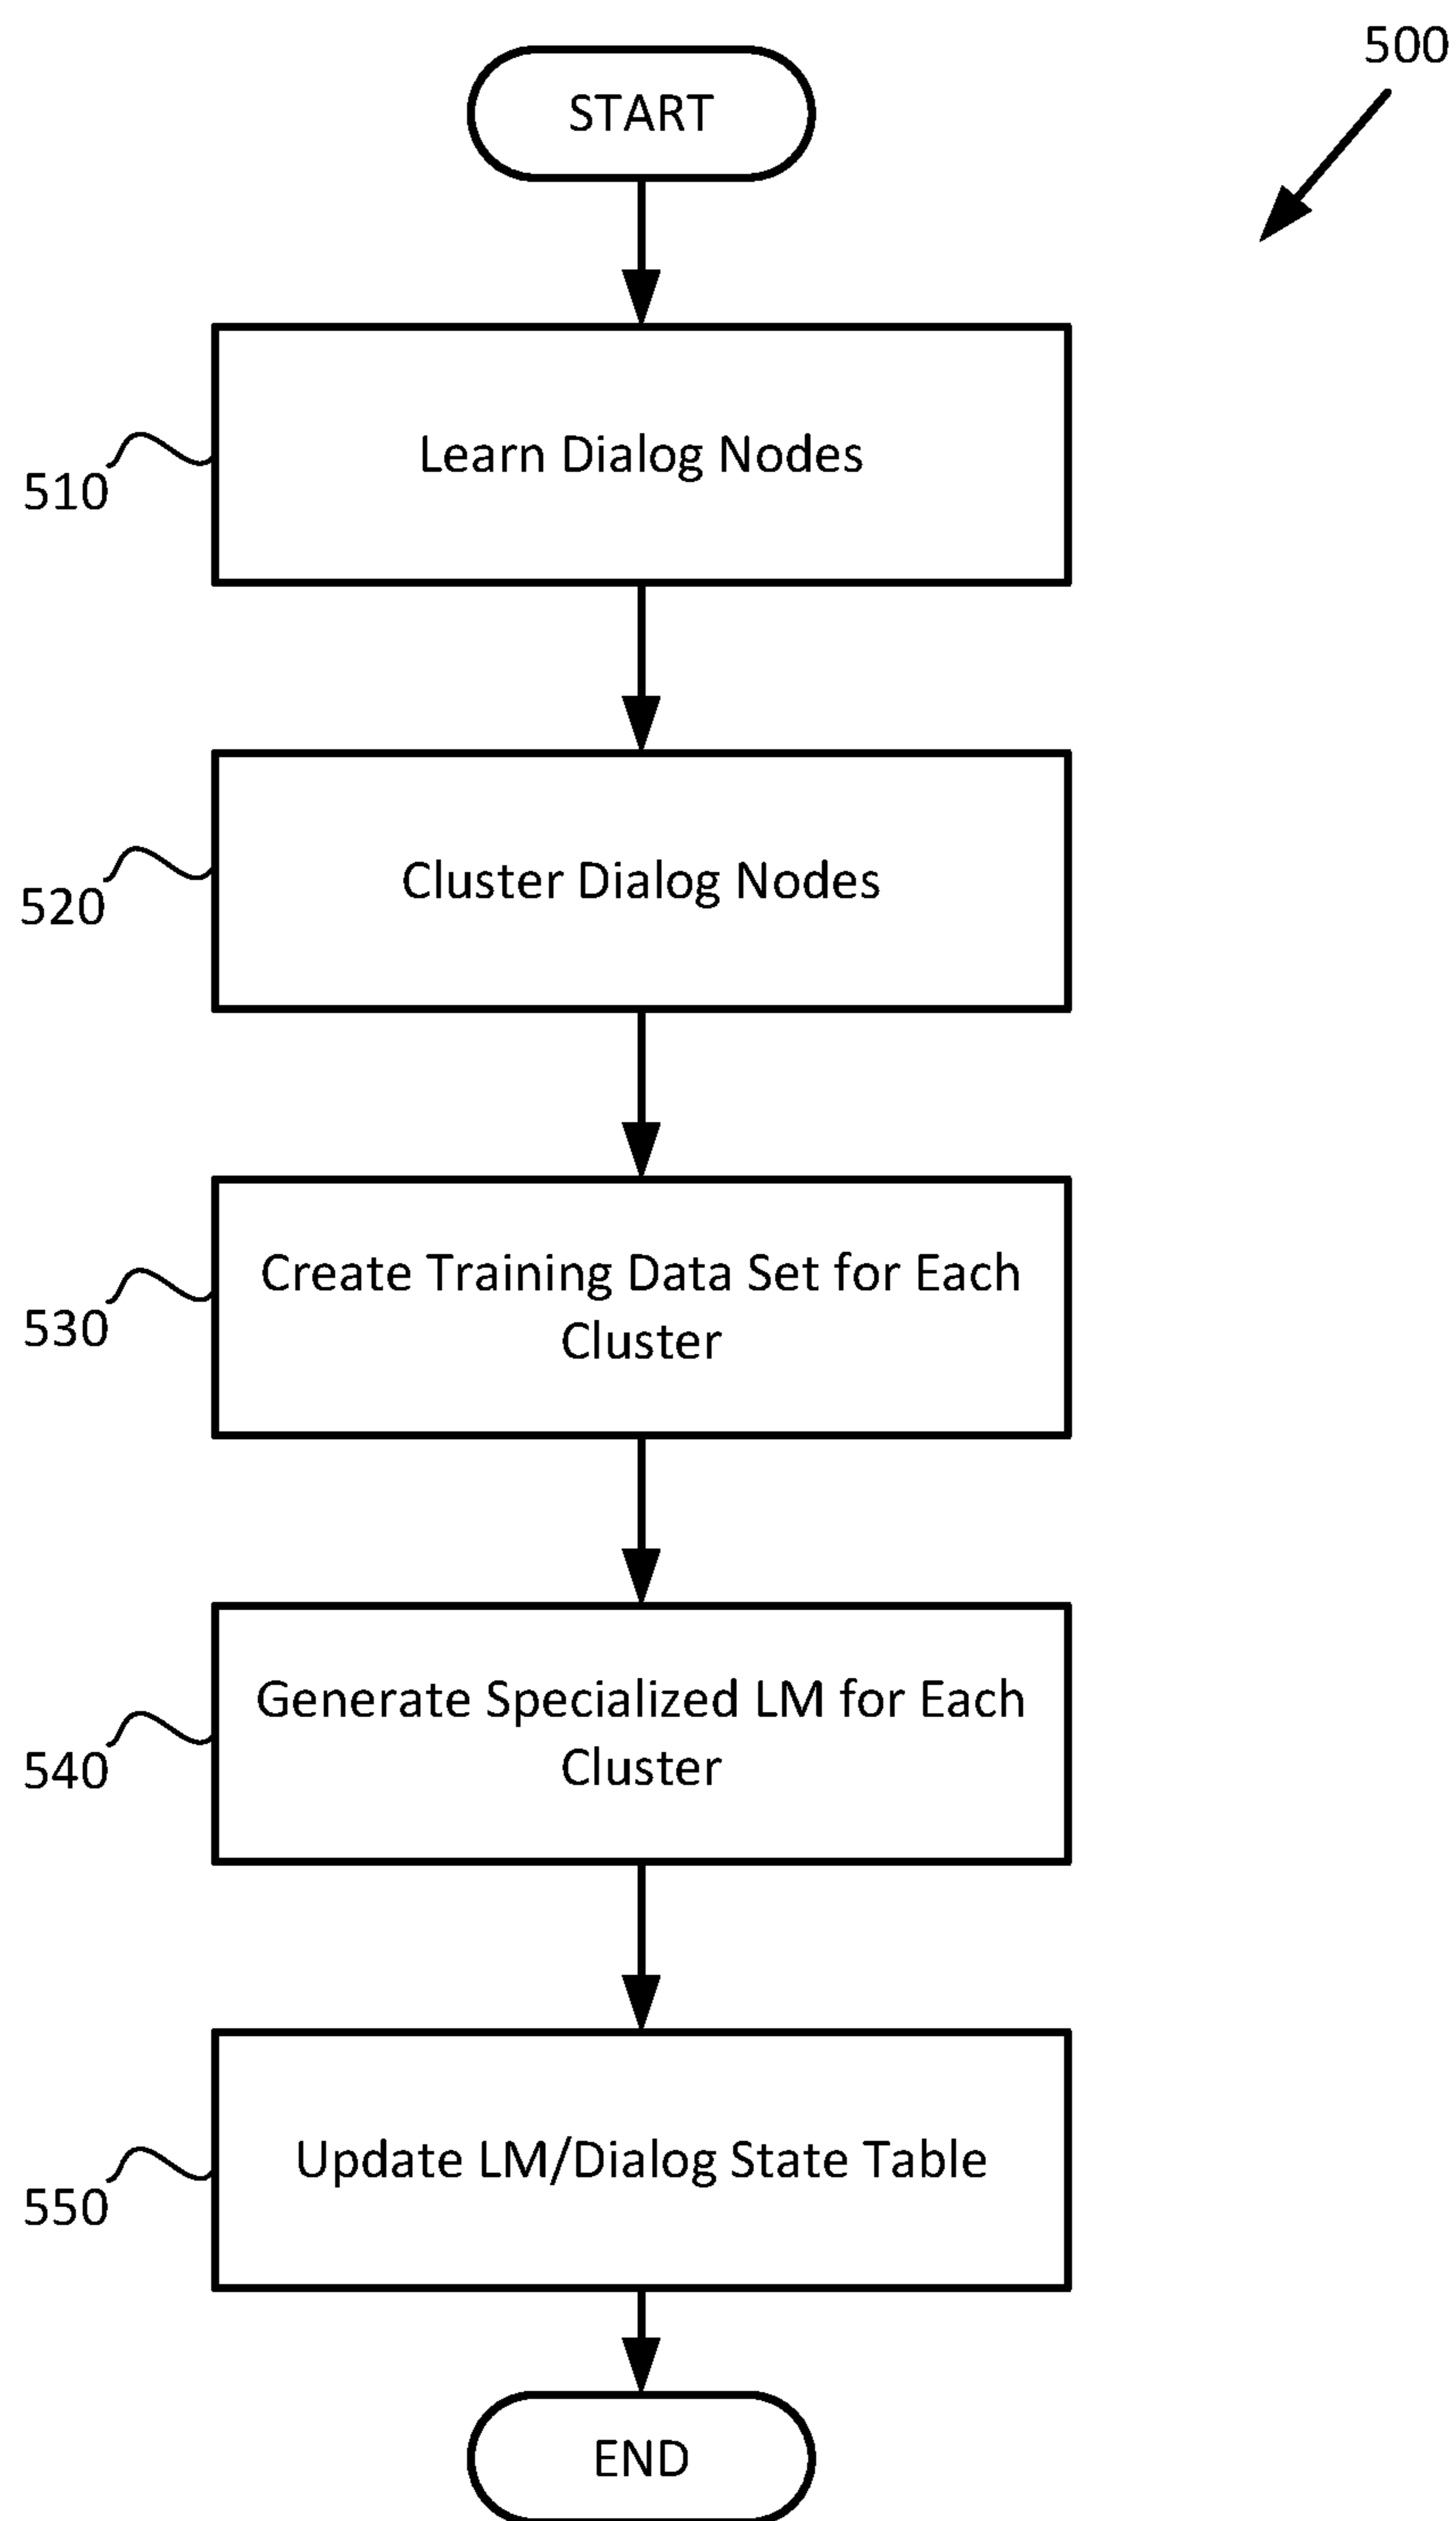 500
START
Learn Dialog Nodes
510
Cluster Dialog Nodes
520
Create Training Data Set for Each
Cluster
530
Generate Specialized LM for Each
Cluster
540
Update LM/Dialog State Table
550
END